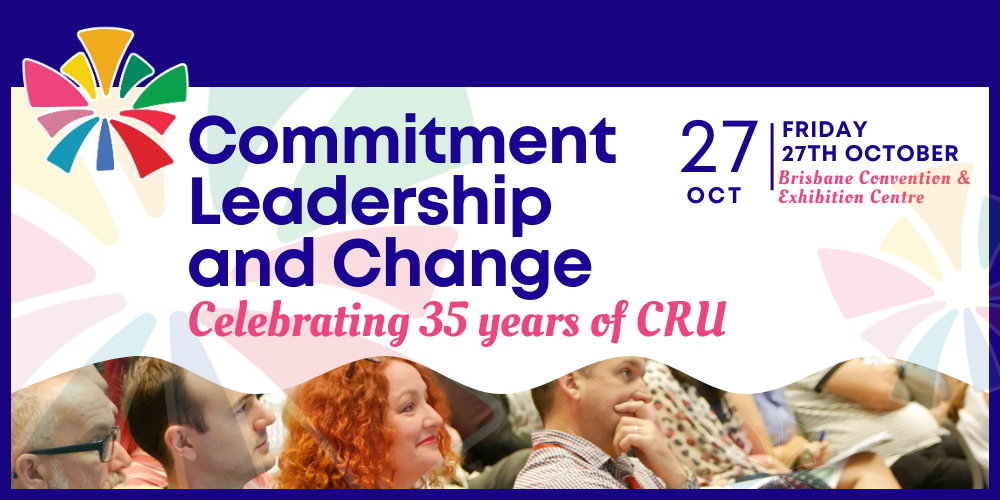 Commitment
Leadership
and Change
Celebrating 35 years of CRU
27
OCT
FRIDAY
27TH OCTOBER
Brisbane Convention &
Exhibition Centre